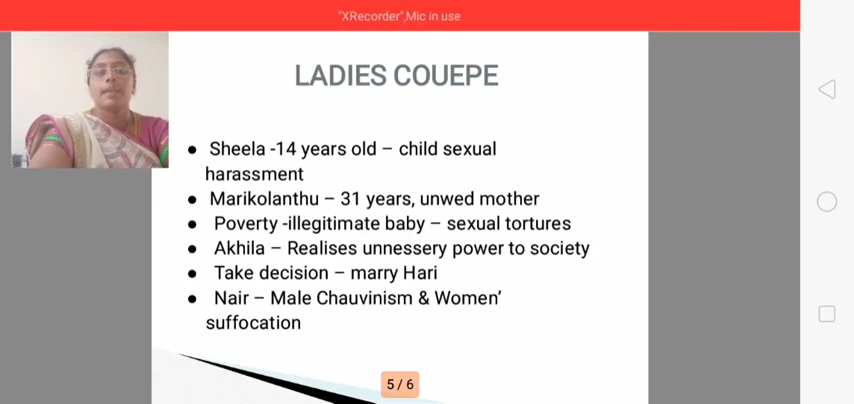 "XRecorder",Mic in use
LADIES COUEPE
● Sheela -14 years old – child sexual
harassment
● Marikolanthu – 31 years, unwed mother
● Poverty -illegitimate baby – sexual tortures
● Akhila – Realises unnessery power to society
● Take decision – marry Hari
● Nair – Male Chauvinism & Women'
suffocation
5 / 6